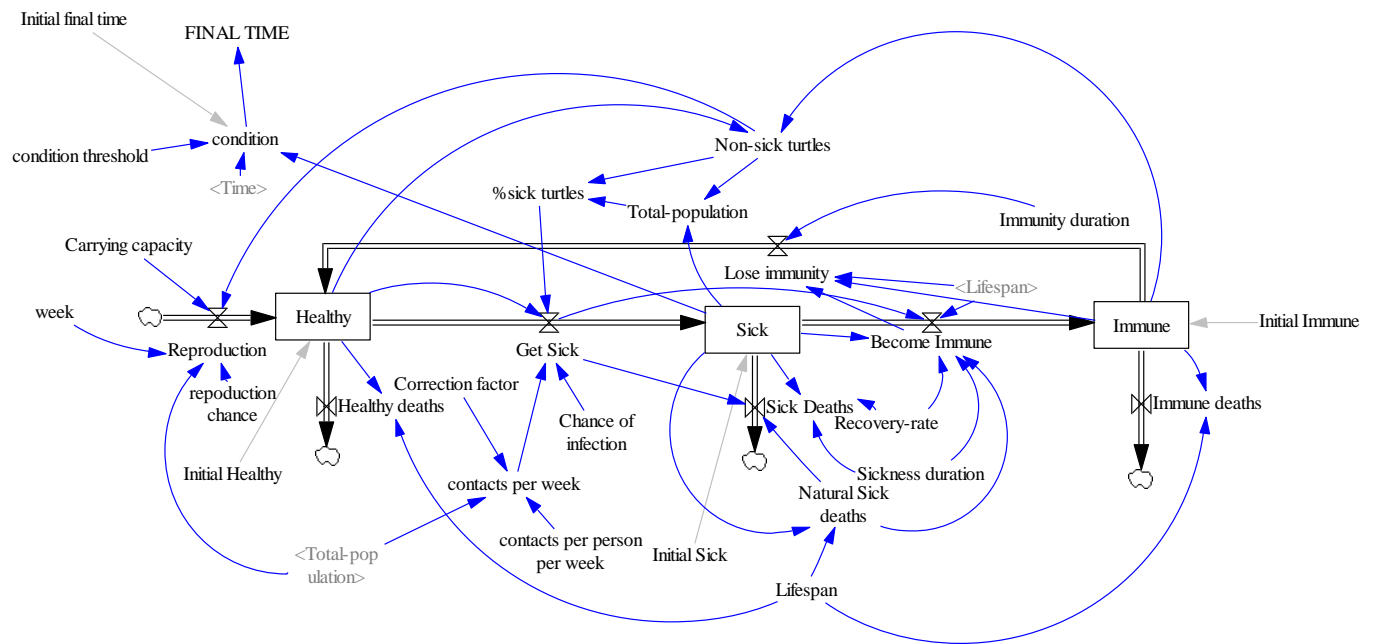 Initial final time
FINAL TIME
condition
condition threshold
<Time>
Non-sick turtles
%sick turtles
Total-population
Immunity duration
Carrying capacity
Lose immunity
<Lifespan>
week
Healthy
Sick
Immune
Initial Immune
Reproduction
Get Sick
Become Immune
repoduction
chance
Correction factor
Healthy deaths
Chance of
infection
Sick Deaths
Recovery-rate
Immune deaths
Initial Healthy
contacts per week
Sickness duration
Natural Sick
deaths
<Total-pop
ulation>
contacts per person
per week
Initial Sick
Lifespan